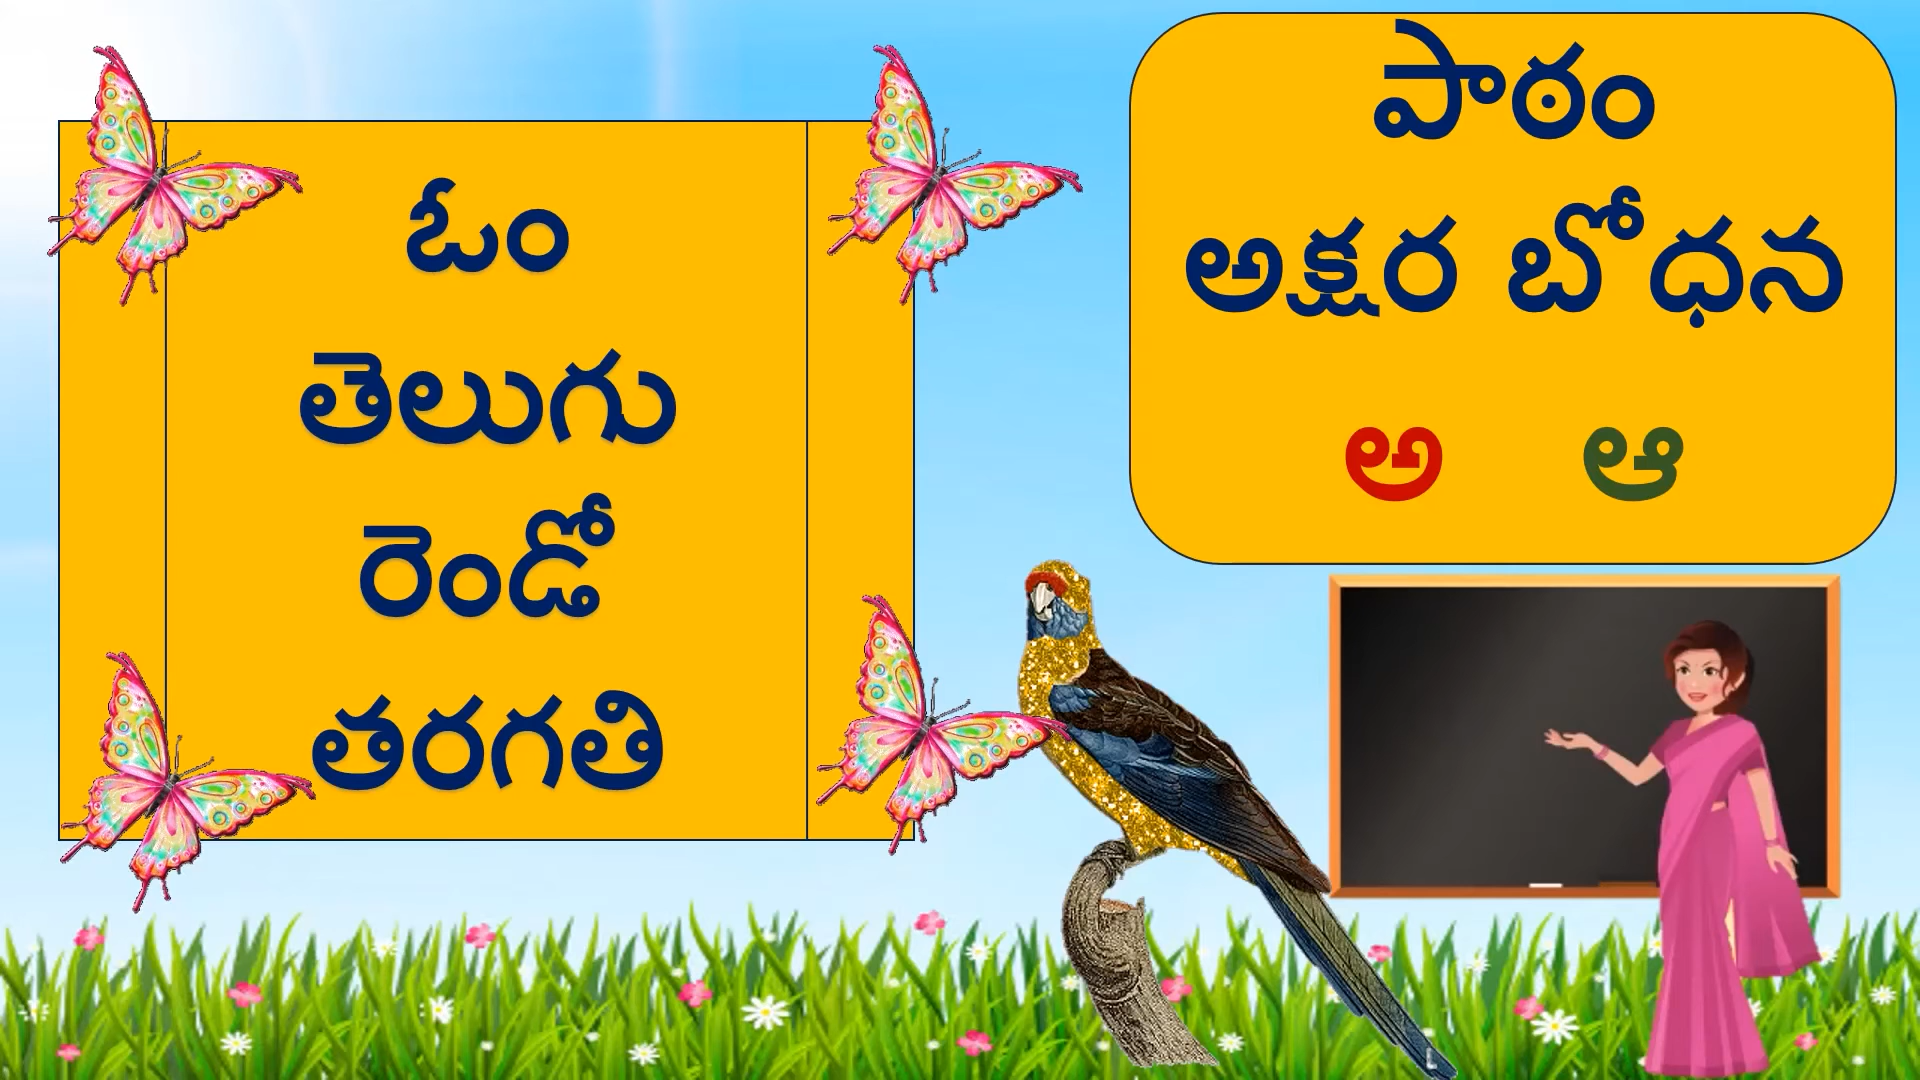 ఓం
తెలుగు
రెండో
తరగతి
పాఠం
అక్షర బోధన
అ ఆ